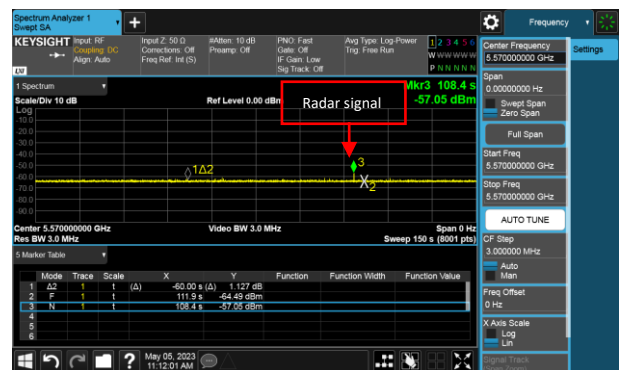 Spectrum Analyzer 1
Swept SA
Frequency
KEYSIGHT
Input: RF
Coupling: DC
Align: Auto
Input Z: 50 Ω
Corrections: Off
Freq Ref: Int (S)
#Atten: 10 dB
Preamp: Off
PNO: Fast
Gate: Off
IF Gain: Low
Sig Track: Off
Avg Type: Log-Power
Trig: Free Run
1 2 3 4 5 6
W W W W W W
P N N N N N
LXI
1 Spectrum
Scale/Div 10 dB
Ref Level 0.00 dBm
Mkr3 108.4 s
-57.05 dBm
Radar signal
Log
-10.0
-20.0
-30.0
-40.0
-50.0
-60.0
-70.0
-80.0
-90.0
1Δ2
3
X2
Center 5.570000000 GHz
Res BW 3.0 MHz
Video BW 3.0 MHz
Span 0 Hz
Sweep 150 s (8001 pts)
5 Marker Table
Mode Trace Scale X Y Function Function Width Function Value
1 Δ2 1 t (Δ) -60.00 s (Δ) 1.127 dB
2 F 1 t 111.9 s -64.49 dBm
3 N 1 t 108.4 s -57.05 dBm
4
5
6
May 05, 2023
11:12:01 AM
Center Frequency
5.570000000 GHz
Settings
Span
0.00000000 Hz
Swept Span
Zero Span
Full Span
Start Freq
5.570000000 GHz
Stop Freq
5.570000000 GHz
AUTO TUNE
CF Step
3.000000 MHz
Auto
Man
Freq Offset
0 Hz
X Axis Scale
Log
Lin
Signal Track